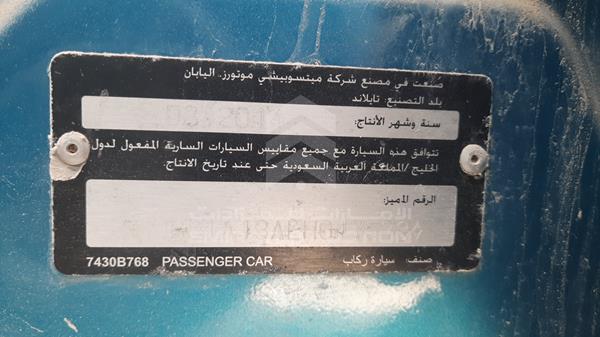 صنعت في مصنع شركة ميتسوبيشي موتورز. اليابان
بلد التصنيع: تايلاند
سنة وشهر الأنتاج:
تتوافق هذه السيارة مع جميع مقاييس السيارات السارية المفعول لدول
الخليج/المملكة العربية السعودية حتى عند تاريخ الانتاج.
الرقم المميز:
صنف: سيارة ركاب
7430B768 PASSENGER CAR